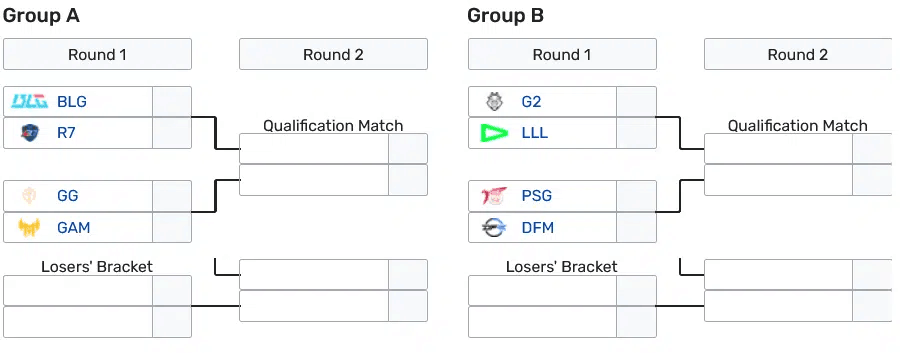 Group A
Round 1
Round 2
BLG BLG
R7
Qualification Match
GG
GAM
Losers' Bracket
Group B
Round 1
Round 2
G2
LLL
Qualification Match
PSG
DFM
Losers' Bracket